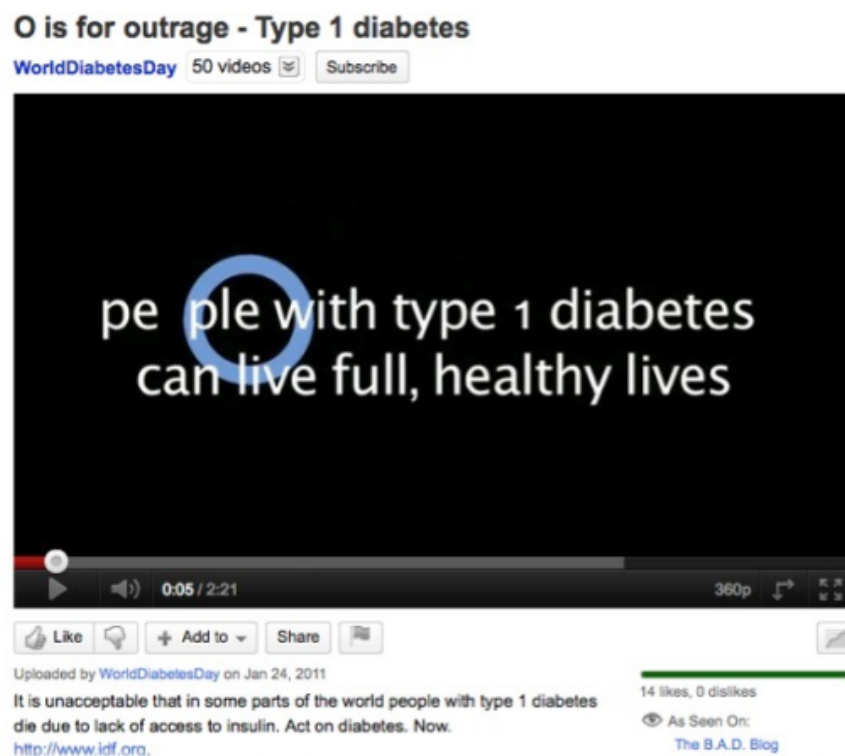 O is for outrage - Type 1 diabetes
WorldDiabetesDay 50 videos Subscribe
pe ple with type 1 diabetes
can live full, healthy lives
0:05 / 2:21 360p
Like Add to Share
Uploaded by WorldDiabetesDay on Jan 24, 2011
It is unacceptable that in some parts of the world people with type 1 diabetes
die due to lack of access to insulin. Act on diabetes. Now.
http://www.idf.org.
14 likes, 0 dislikes
As Seen On:
The B.A.D. Blog